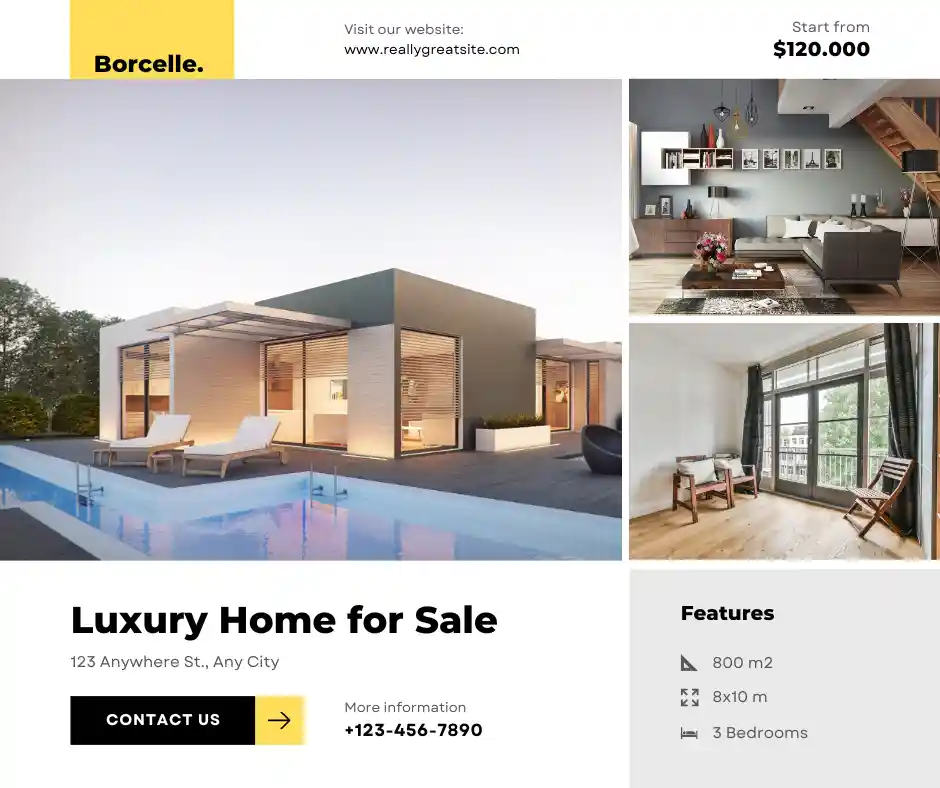 Borcelle.
Visit our website:
www.reallygreatsite.com
Start from
$120.000
Luxury Home for Sale
123 Anywhere St., Any City
CONTACT US
More information
+123-456-7890
Features
800 m2
8x10 m
3 Bedrooms